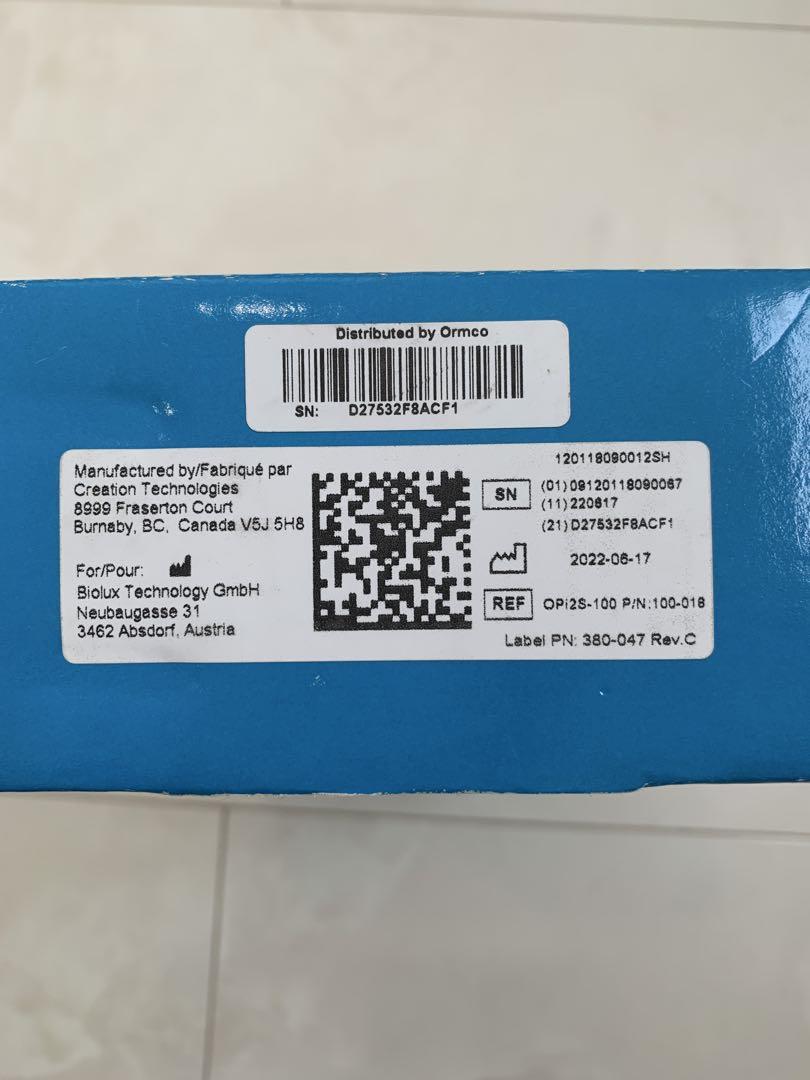 Distributed by Ormco
SN: D27532F8ACF1
Manufactured by/Fabriqué par
Creation Technologies
8999 Fraserton Court
Burnaby, BC, Canada V5J 5H8
For/Pour:
Biolux Technology GmbH
Neubaugasse 31
3462 Absdorf, Austria
120118090012SH
SN
(01)09120118090067
(11)220617
(21)D27532F8ACF1
2022-06-17
REF OPi2S-100 P/N:100-018
Label PN: 380-047 Rev.C